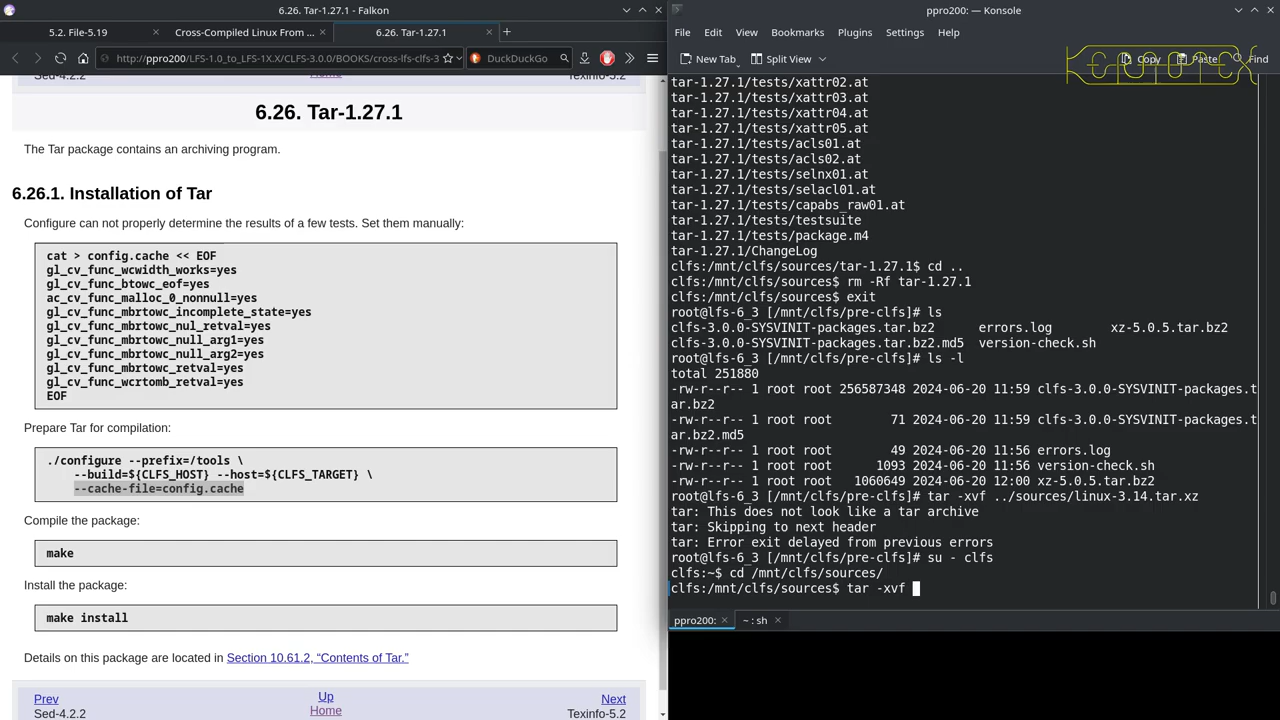 6.26. Tar-1.27.1 - Falkon
5.2. File-5.19
Cross-Compiled Linux From ...
6.26. Tar-1.27.1
http://ppro200/LFS-1.0_to_LFS-1X.X/CLFS-3.0.0/BOOKS/cross-lfs-clfs-3
DuckDuckGo
Sed-4.2.2
Home
Texinfo-5.2
6.26. Tar-1.27.1
The Tar package contains an archiving program.
6.26.1. Installation of Tar
Configure can not properly determine the results of a few tests. Set them manually:
cat > config.cache << EOF
gl_cv_func_wcwidth_works=yes
gl_cv_func_btowc_eof=yes
ac_cv_func_malloc_0_nonnull=yes
gl_cv_func_mbrtowc_incomplete_state=yes
gl_cv_func_mbrtowc_nul_retval=yes
gl_cv_func_mbrtowc_null_arg1=yes
gl_cv_func_mbrtowc_null_arg2=yes
gl_cv_func_mbrtowc_retval=yes
gl_cv_func_wcrtomb_retval=yes
EOF
Prepare Tar for compilation:
./configure --prefix=/tools \
--build=${CLFS_HOST} --host=${CLFS_TARGET} \
--cache-file=config.cache
Compile the package:
make
Install the package:
make install
Details on this package are located in Section 10.61.2, “Contents of Tar.”
Prev
Up
Next
Sed-4.2.2
Home
Texinfo-5.2
ppro200: — Konsole
File Edit View Bookmarks Plugins Settings Help
New Tab
Split View
Copy
Paste
Find
tar-1.27.1/tests/xattr02.at
tar-1.27.1/tests/xattr03.at
tar-1.27.1/tests/xattr04.at
tar-1.27.1/tests/xattr05.at
tar-1.27.1/tests/acls01.at
tar-1.27.1/tests/acls02.at
tar-1.27.1/tests/selnx01.at
tar-1.27.1/tests/selacl01.at
tar-1.27.1/tests/capabs_raw01.at
tar-1.27.1/tests/testsuite
tar-1.27.1/tests/package.m4
tar-1.27.1/ChangeLog
clfs:/mnt/clfs/sources/tar-1.27.1$ cd ..
clfs:/mnt/clfs/sources$ rm -Rf tar-1.27.1
clfs:/mnt/clfs/sources$ exit
root@lfs-6_3 [/mnt/clfs/pre-clfs]# ls
clfs-3.0.0-SYSVINIT-packages.tar.bz2 errors.log xz-5.0.5.tar.bz2
clfs-3.0.0-SYSVINIT-packages.tar.bz2.md5 version-check.sh
root@lfs-6_3 [/mnt/clfs/pre-clfs]# ls -l
total 251880
-rw-r--r-- 1 root root 256587348 2024-06-20 11:59 clfs-3.0.0-SYSVINIT-packages.t
ar.bz2
-rw-r--r-- 1 root root 71 2024-06-20 11:59 clfs-3.0.0-SYSVINIT-packages.t
ar.bz2.md5
-rw-r--r-- 1 root root 49 2024-06-20 11:56 errors.log
-rw-r--r-- 1 root root 1093 2024-06-20 11:56 version-check.sh
-rw-r--r-- 1 root root 1060649 2024-06-20 12:00 xz-5.0.5.tar.bz2
root@lfs-6_3 [/mnt/clfs/pre-clfs]# tar -xvf ../sources/linux-3.14.tar.xz
tar: This does not look like a tar archive
tar: Skipping to next header
tar: Error exit delayed from previous errors
root@lfs-6_3 [/mnt/clfs/pre-clfs]# su - clfs
clfs:~$ cd /mnt/clfs/sources/
clfs:/mnt/clfs/sources$ tar -xvf
ppro200:
~ : sh